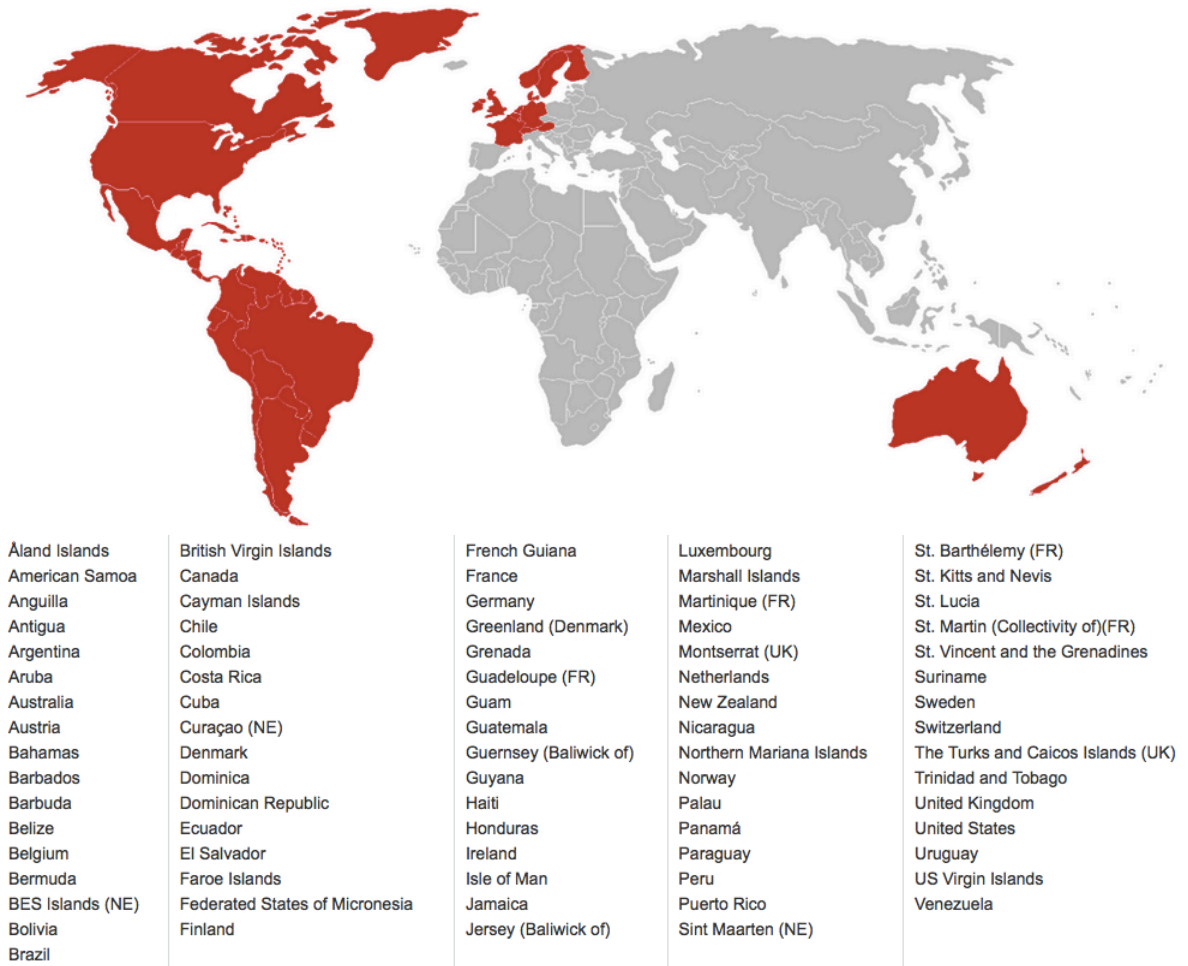 Åland Islands
American Samoa
Anguilla
Antigua
Argentina
Aruba
Australia
Austria
Bahamas
Barbados
Barbuda
Belize
Belgium
Bermuda
BES Islands (NE)
Bolivia
Brazil
British Virgin Islands
Canada
Cayman Islands
Chile
Colombia
Costa Rica
Cuba
Curaçao (NE)
Denmark
Dominica
Dominican Republic
Ecuador
El Salvador
Faroe Islands
Federated States of Micronesia
Finland
French Guiana
France
Germany
Greenland (Denmark)
Grenada
Guadeloupe (FR)
Guam
Guatemala
Guernsey (Baliwick of)
Guyana
Haiti
Honduras
Ireland
Isle of Man
Jamaica
Jersey (Baliwick of)
Luxembourg
Marshall Islands
Martinique (FR)
Mexico
Montserrat (UK)
Netherlands
New Zealand
Nicaragua
Northern Mariana Islands
Norway
Palau
Panamá
Paraguay
Peru
Puerto Rico
Sint Maarten (NE)
St. Barthélemy (FR)
St. Kitts and Nevis
St. Lucia
St. Martin (Collectivity of)(FR)
St. Vincent and the Grenadines
Suriname
Sweden
Switzerland
The Turks and Caicos Islands (UK)
Trinidad and Tobago
United Kingdom
United States
Uruguay
US Virgin Islands
Venezuela